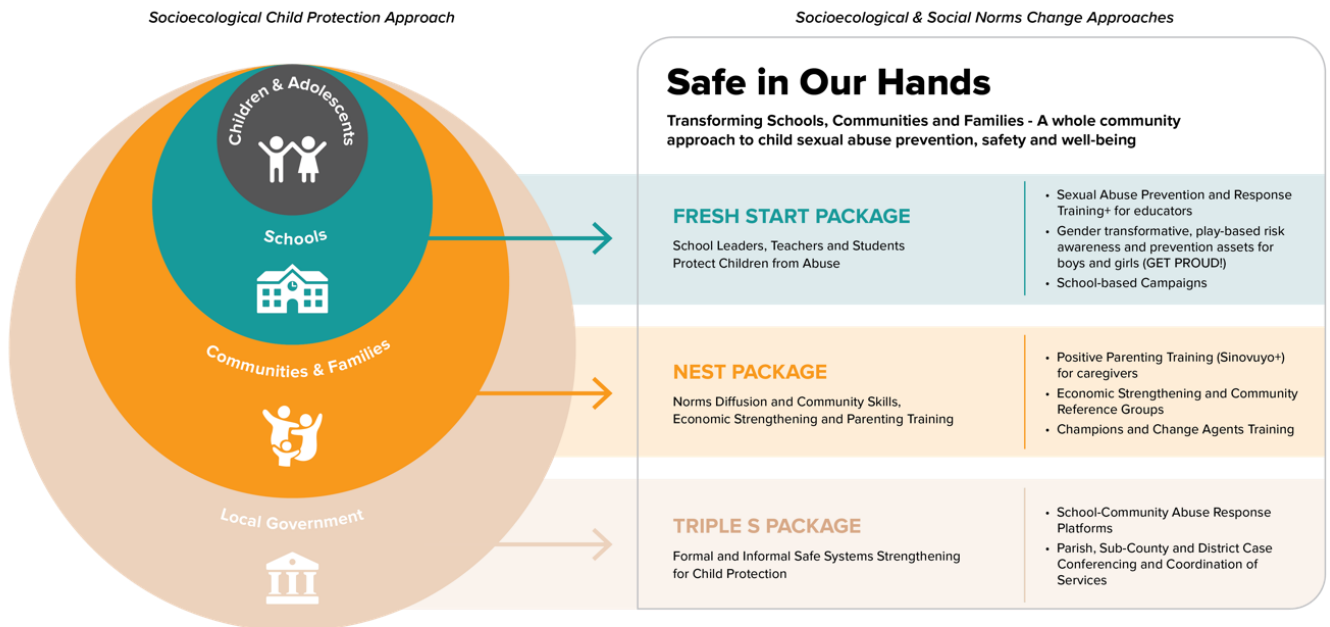 Socioecological Child Protection Approach
Socioecological & Social Norms Change Approaches
Children & Adolescents
Schools
Communities & Families
Local Government
Safe in Our Hands
Transforming Schools, Communities and Families - A whole community
approach to child sexual abuse prevention, safety and well-being
FRESH START PACKAGE
School Leaders, Teachers and Students
Protect Children from Abuse
• Sexual Abuse Prevention and Response
Training+ for educators
• Gender transformative, play-based risk
awareness and prevention assets for
boys and girls (GET PROUD!)
• School-based Campaigns
NEST PACKAGE
Norms Diffusion and Community Skills,
Economic Strengthening and Parenting Training
• Positive Parenting Training (Sinovuyo+)
for caregivers
• Economic Strengthening and Community
Reference Groups
• Champions and Change Agents Training
TRIPLE S PACKAGE
Formal and Informal Safe Systems Strengthening
for Child Protection
• School-Community Abuse Response
Platforms
• Parish, Sub-County and District Case
Conferencing and Coordination of
Services